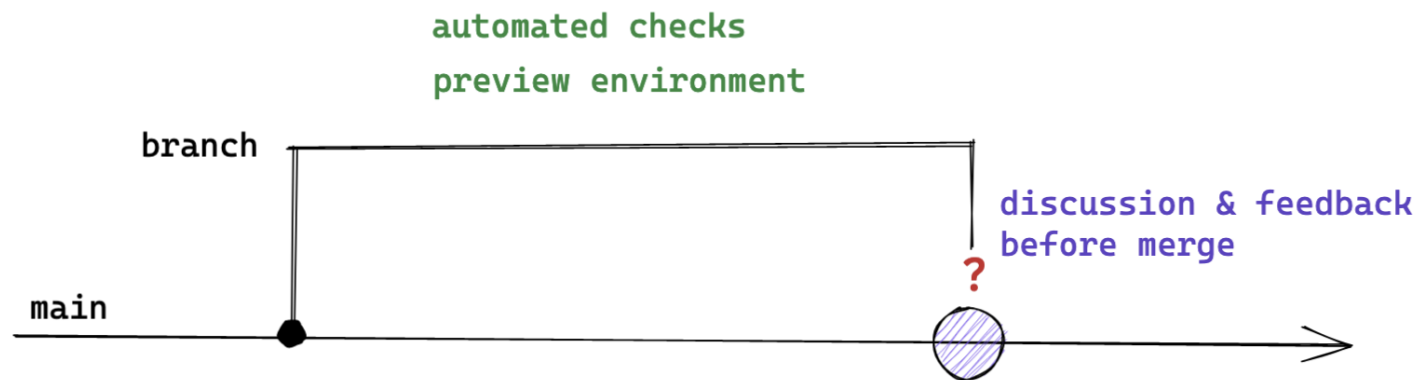 automated checks
preview environment
branch
discussion & feedback
before merge
?
main